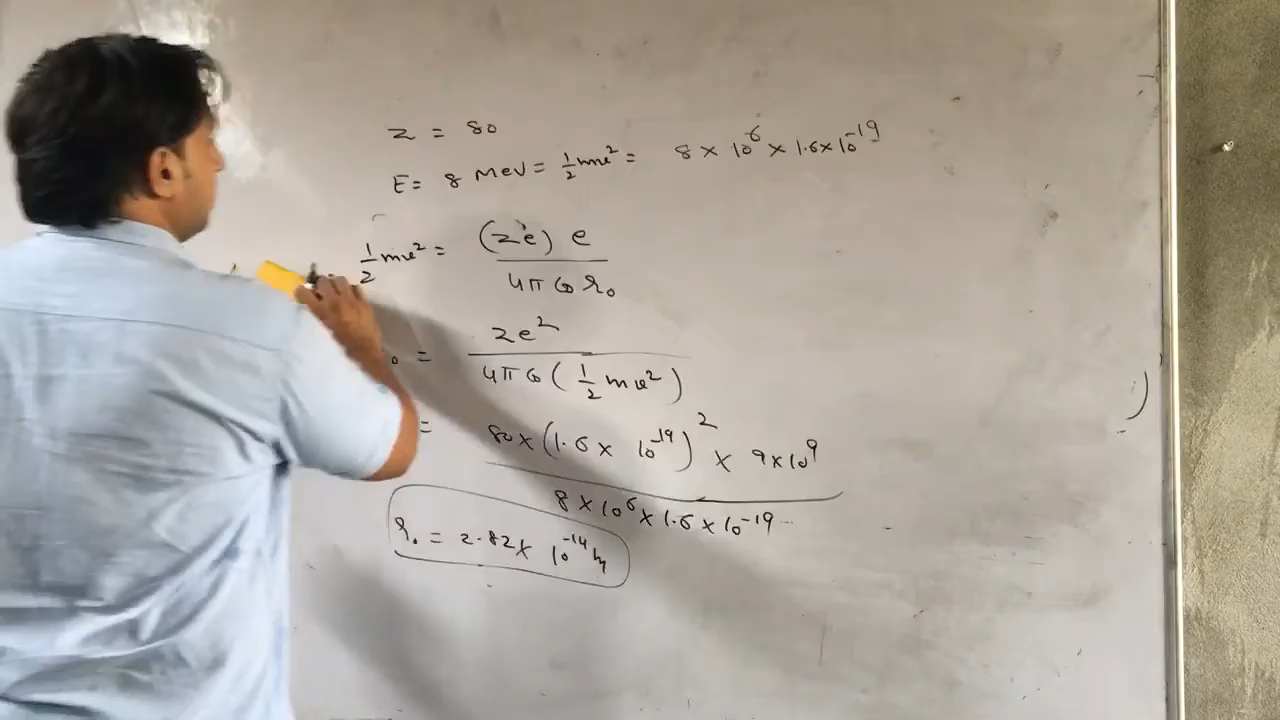 z = 80
E = 8 MeV = 1/2 mv² = 8 × 10⁶ × 1.6 × 10⁻¹⁹
1/2 mv² = (ze) e / 4π ε₀ r₀
₀ = ze² / 4π ε₀ (1/2 mv²)
= 80 × (1.6 × 10⁻¹⁹)² × 9 × 10⁹ / 8 × 10⁶ × 1.6 × 10⁻¹⁹
r₀ = 2.82 × 10⁻¹⁴ m